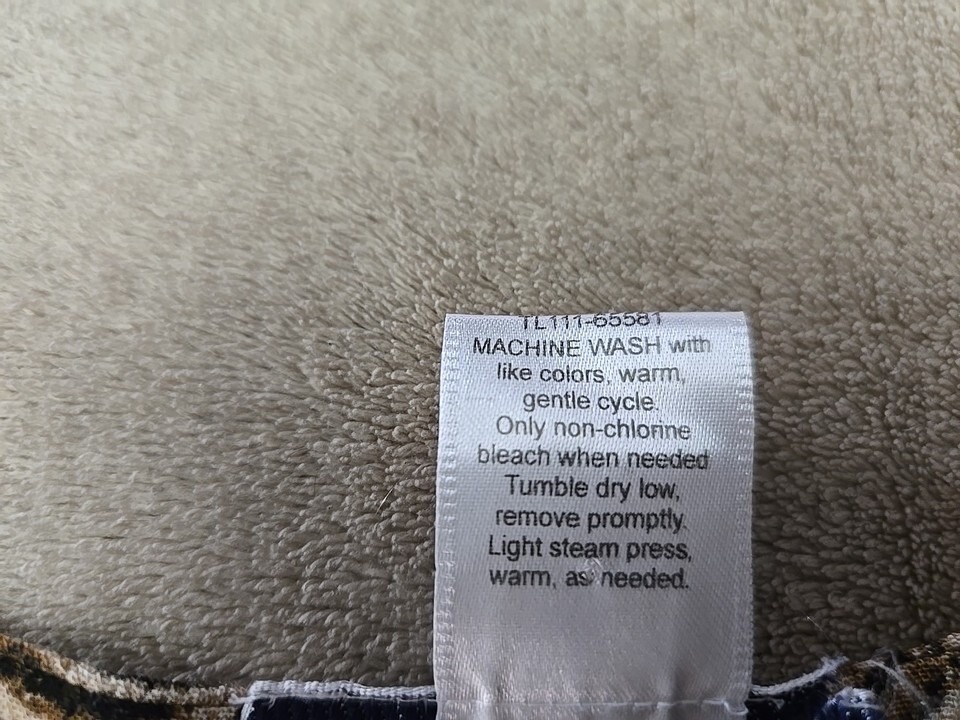 TL111-65581
MACHINE WASH with
like colors, warm,
gentle cycle.
Only non-chlorine
bleach when needed
Tumble dry low,
remove promptly.
Light steam press,
warm, as needed.